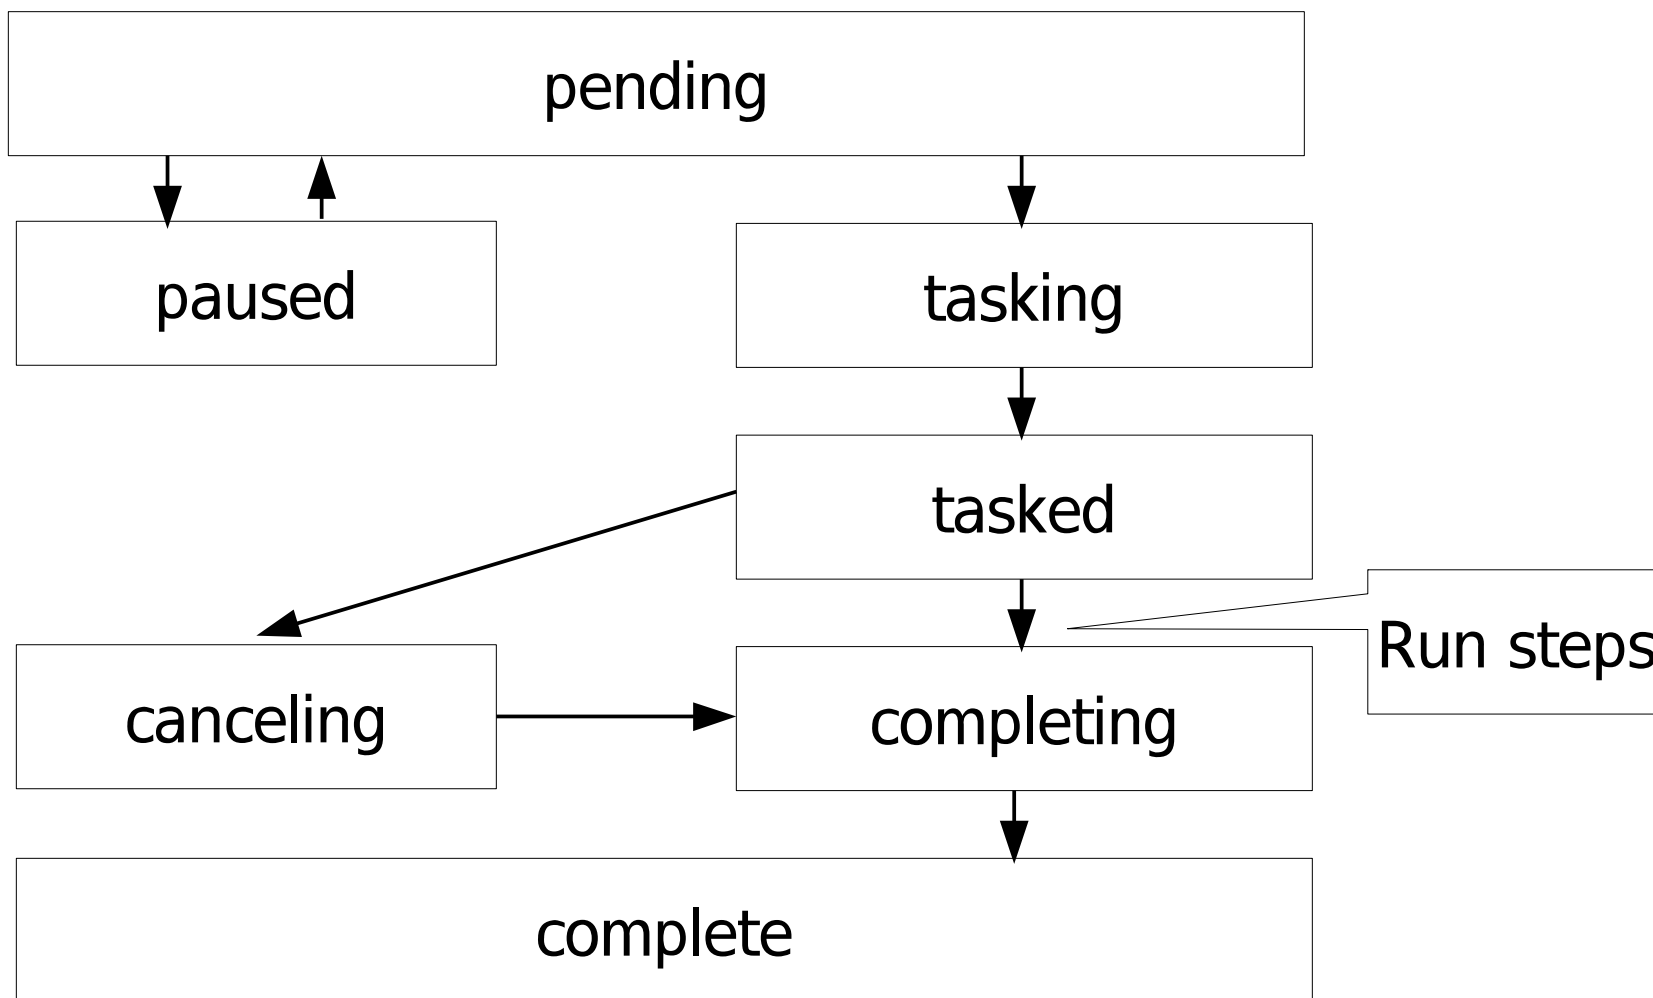 pending
paused
tasking
tasked
Run steps
canceling
completing
complete